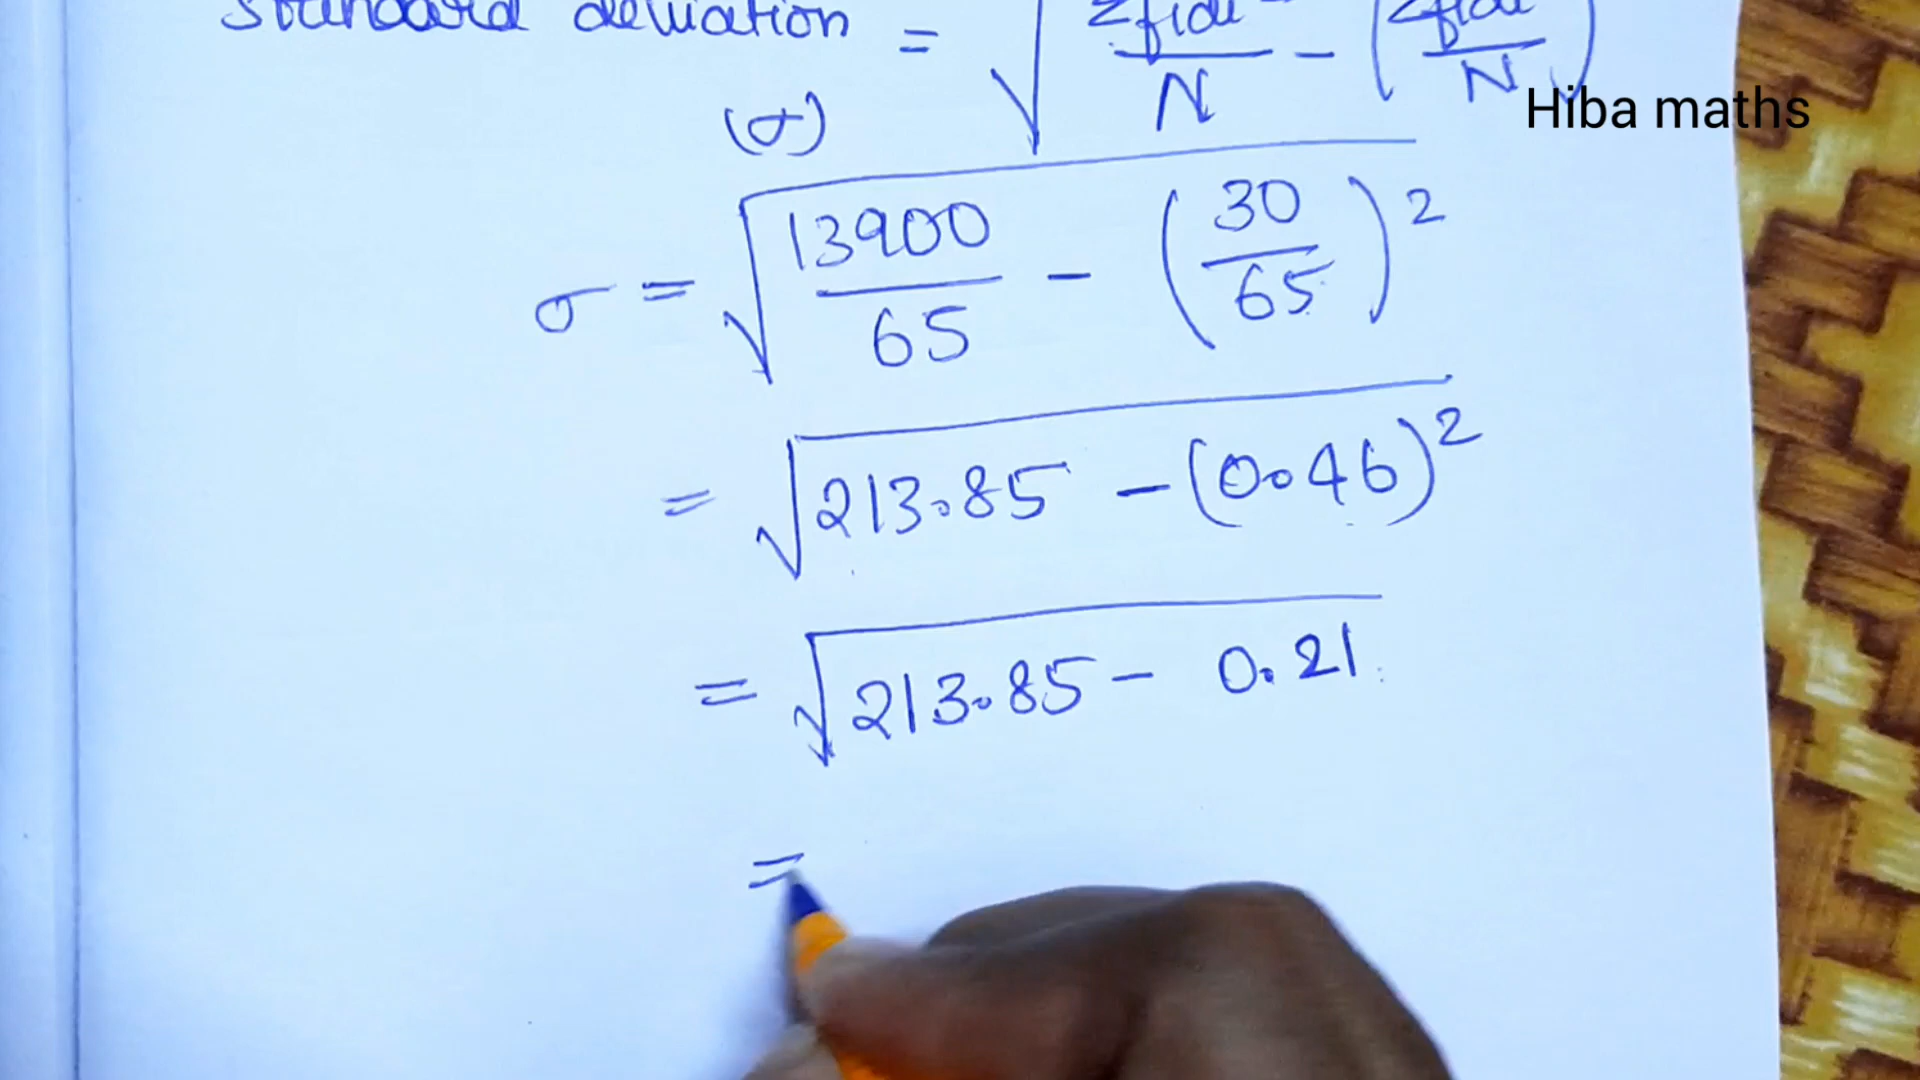 Standard deviation = √ Σfidi² / N - ( Σfidi / N )
Hiba maths
(σ)
σ = √ 13900 / 65 - ( 30 / 65 )²
= √ 213.85 - (0.46)²
= √ 213.85 - 0.21
=